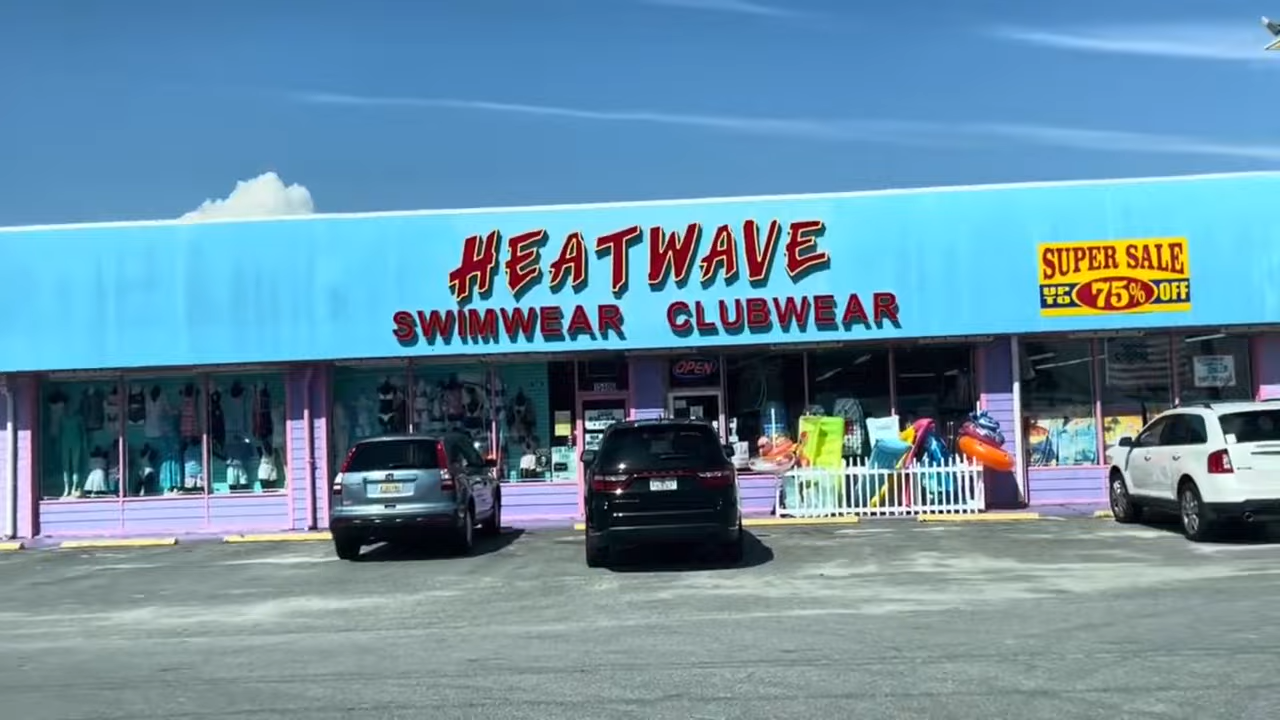 HEATWAVE
SWIMWEAR CLUBWEAR
SUPER SALE
UP TO 75% OFF
OPEN